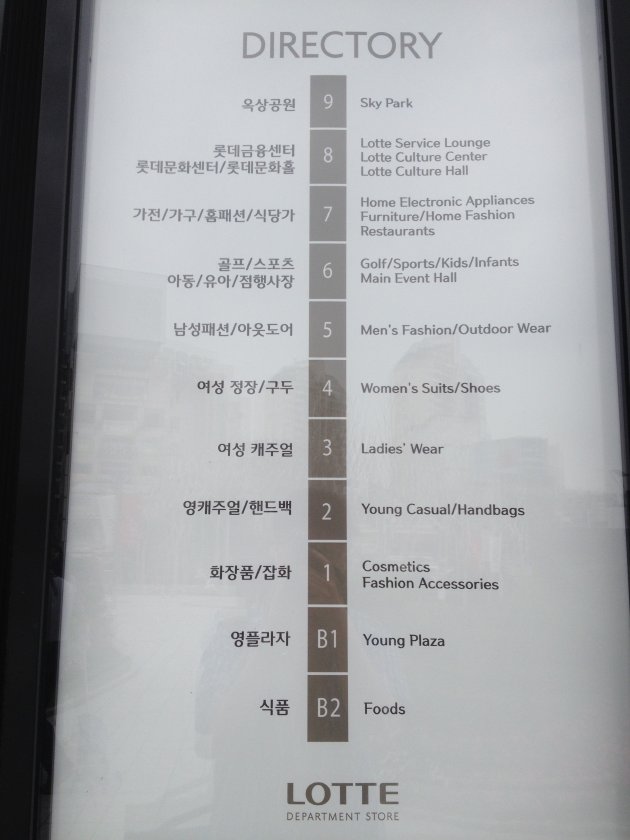 DIRECTORY
옥상공원 9 Sky Park
롯데금융센터
롯데문화센터/롯데문화홀
8
Lotte Service Lounge
Lotte Culture Center
Lotte Culture Hall
가전/가구/홈패션/식당가
7
Home Electronic Appliances
Furniture/Home Fashion
Restaurants
골프/스포츠
아동/유아/점행사장
6
Golf/Sports/Kids/Infants
Main Event Hall
남성패션/아웃도어 5 Men's Fashion/Outdoor Wear
여성 정장/구두 4 Women's Suits/Shoes
여성 캐주얼 3 Ladies' Wear
영캐주얼/핸드백 2 Young Casual/Handbags
화장품/잡화
1
Cosmetics
Fashion Accessories
영플라자 B1 Young Plaza
식품 B2 Foods
LOTTE
DEPARTMENT STORE